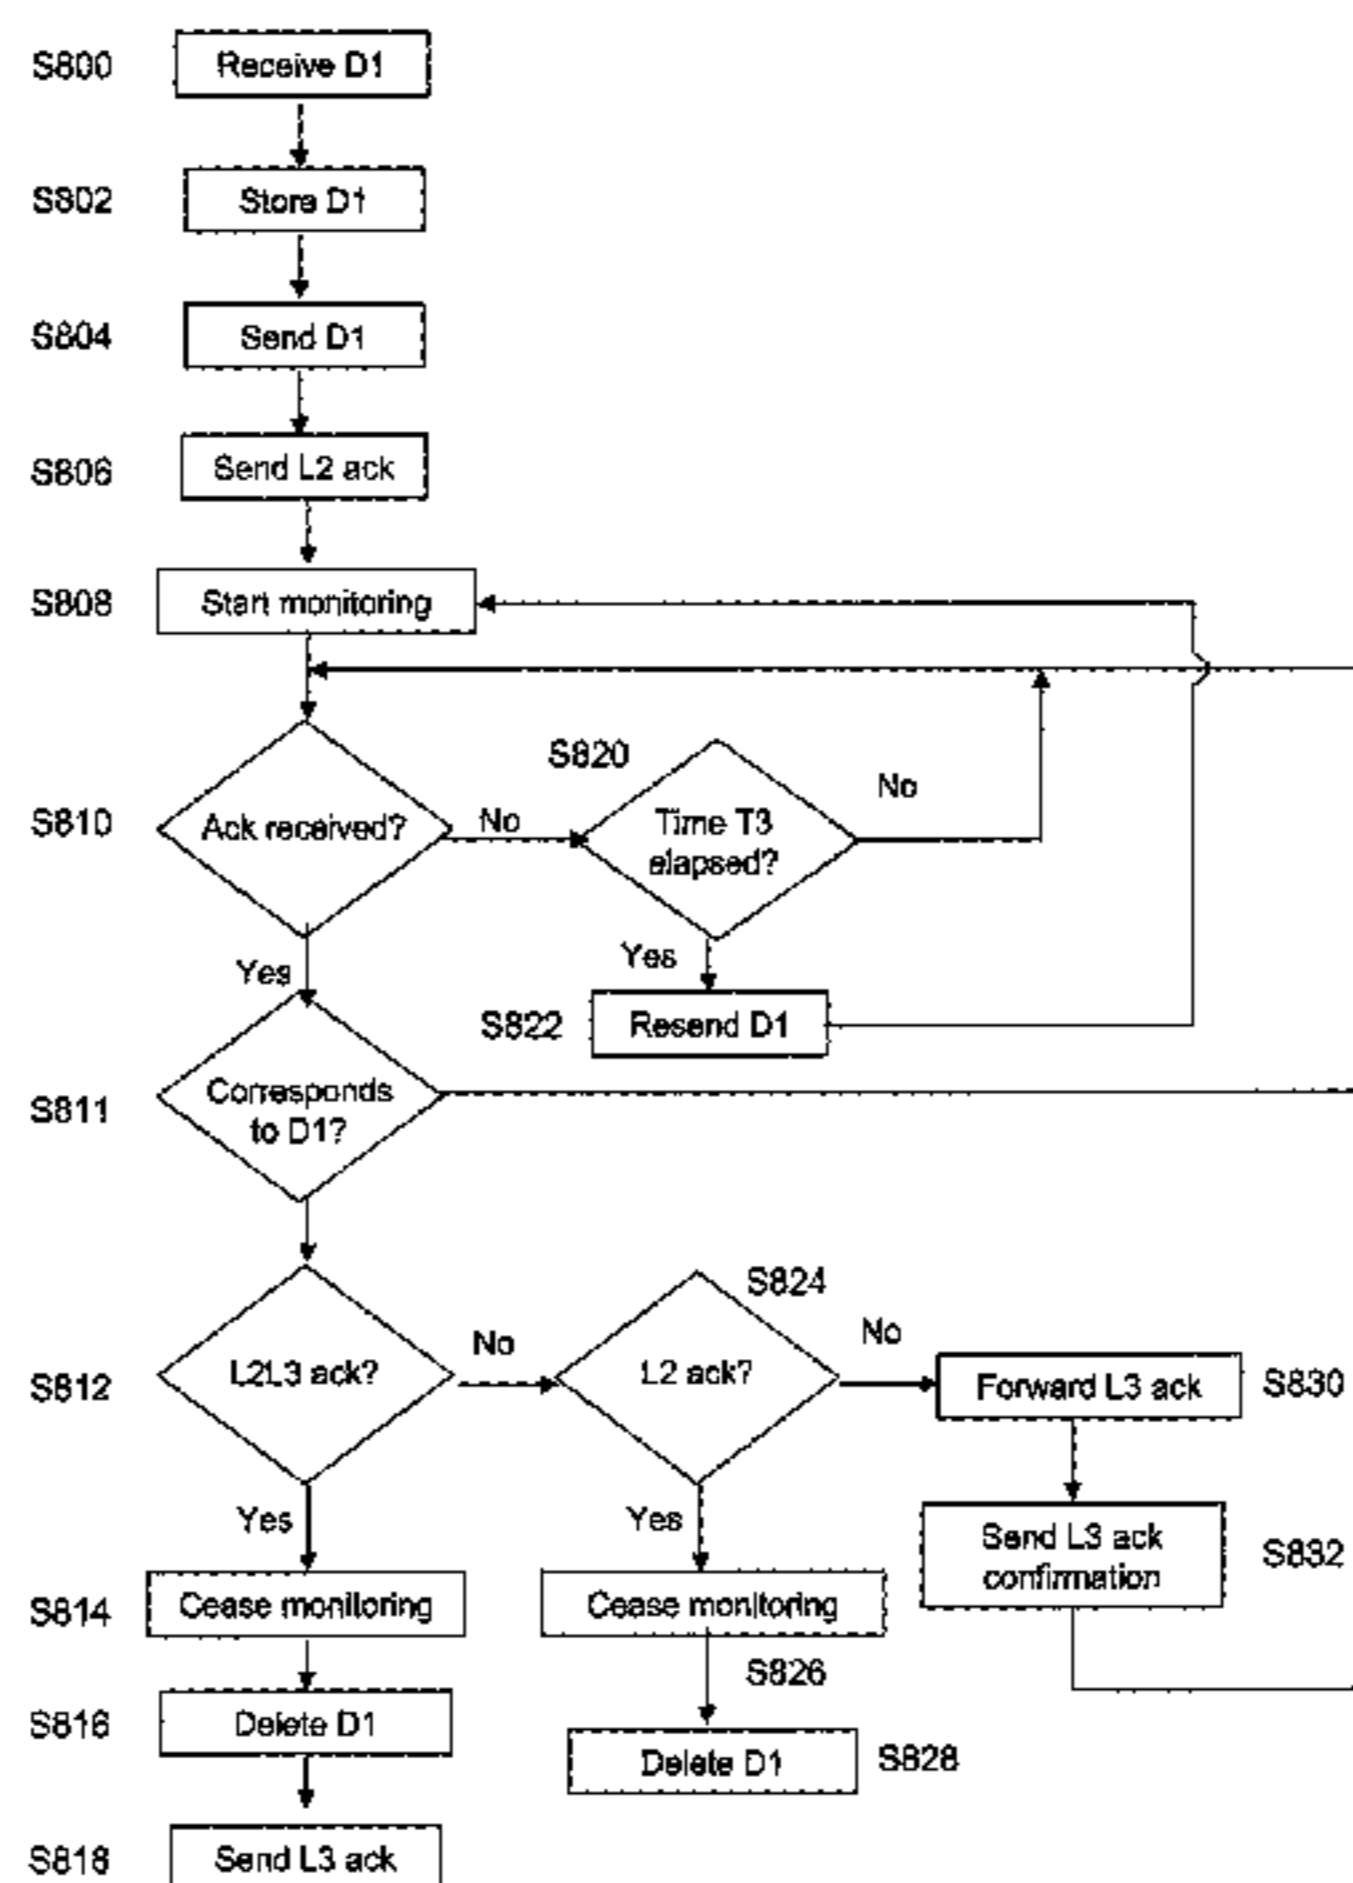 S800
Receive D1
S802
Store D1
S804
Send D1
S806
Send L2 ack
S808
Start monitoring
S820
S810
Ack received?
No
Time T3
elapsed?
No
Yes
Yes
S822
Resend D1
S811
Corresponds
to D1?
S824
S812
L2L3 ack?
No
L2 ack?
No
Forward L3 ack
S830
Yes
Yes
Send L3 ack
confirmation
S832
S814
Cease monitoring
Cease monitoring
S826
S816
Delete D1
Delete D1
S828
S818
Send L3 ack